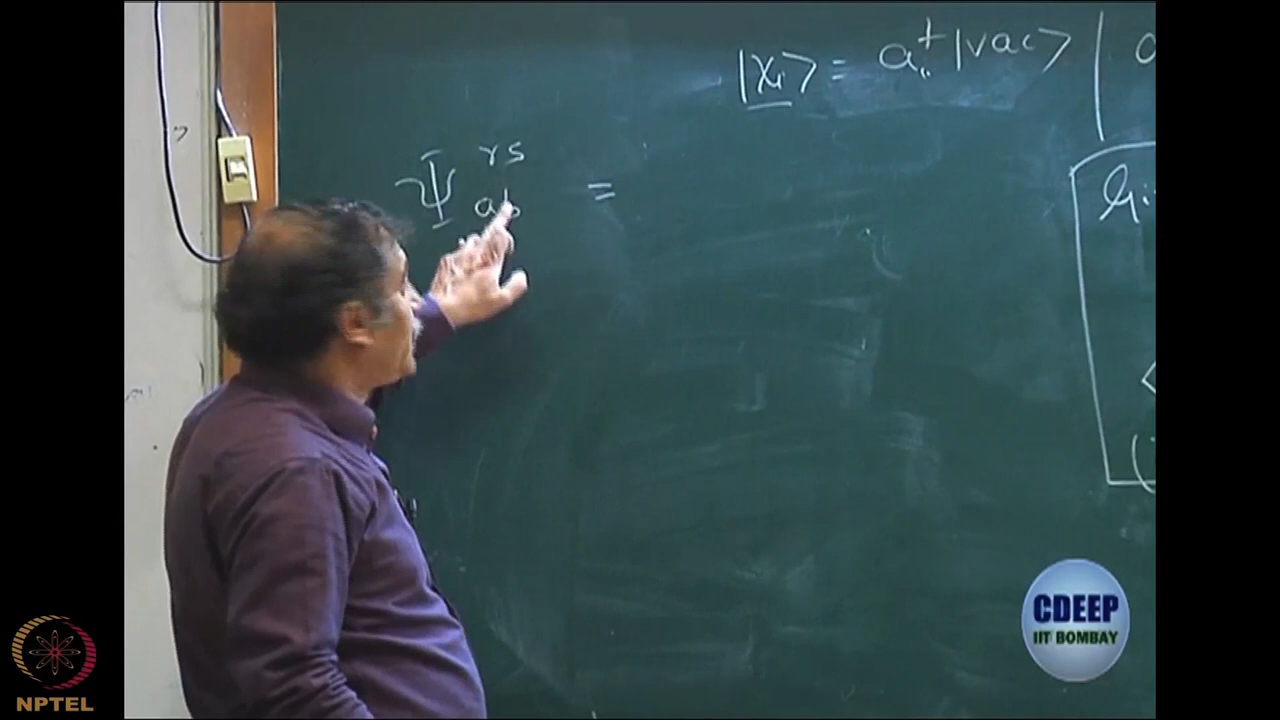 |χᵢ⟩ = aᵢ† |vac⟩
Ψ rs
ab =
CDEEP
IIT BOMBAY
NPTEL